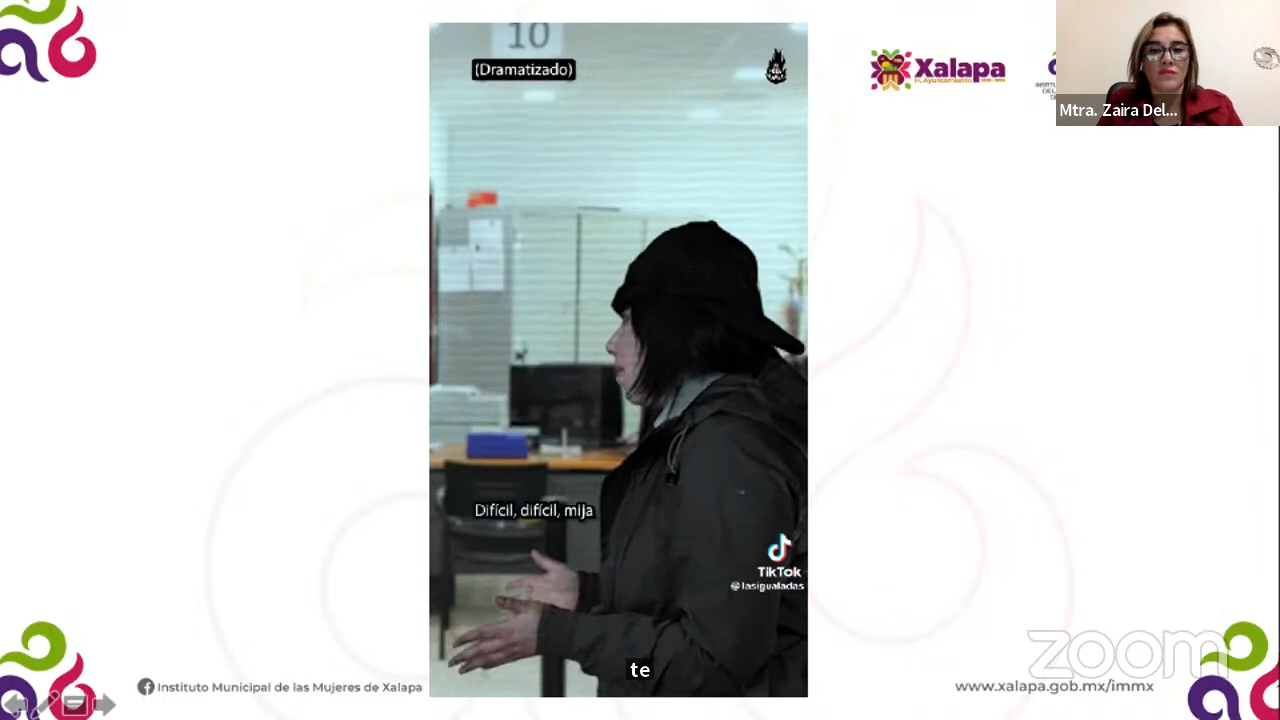 10
(Dramatizado)
Xalapa
H. Ayuntamiento
Mtra. Zaira Del...
Difícil, difícil, mija
TikTok
@lasigualadas
te
zoom
Instituto Municipal de las Mujeres de Xalapa
www.xalapa.gob.mx/immx